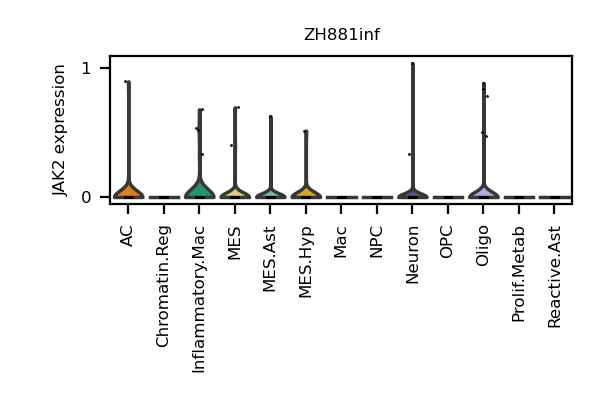 ZH881inf
JAK2 expression
1
0
AC
Chromatin.Reg
Inflammatory.Mac
MES
MES.Ast
MES.Hyp
Mac
NPC
Neuron
OPC
Oligo
Prolif.Metab
Reactive.Ast